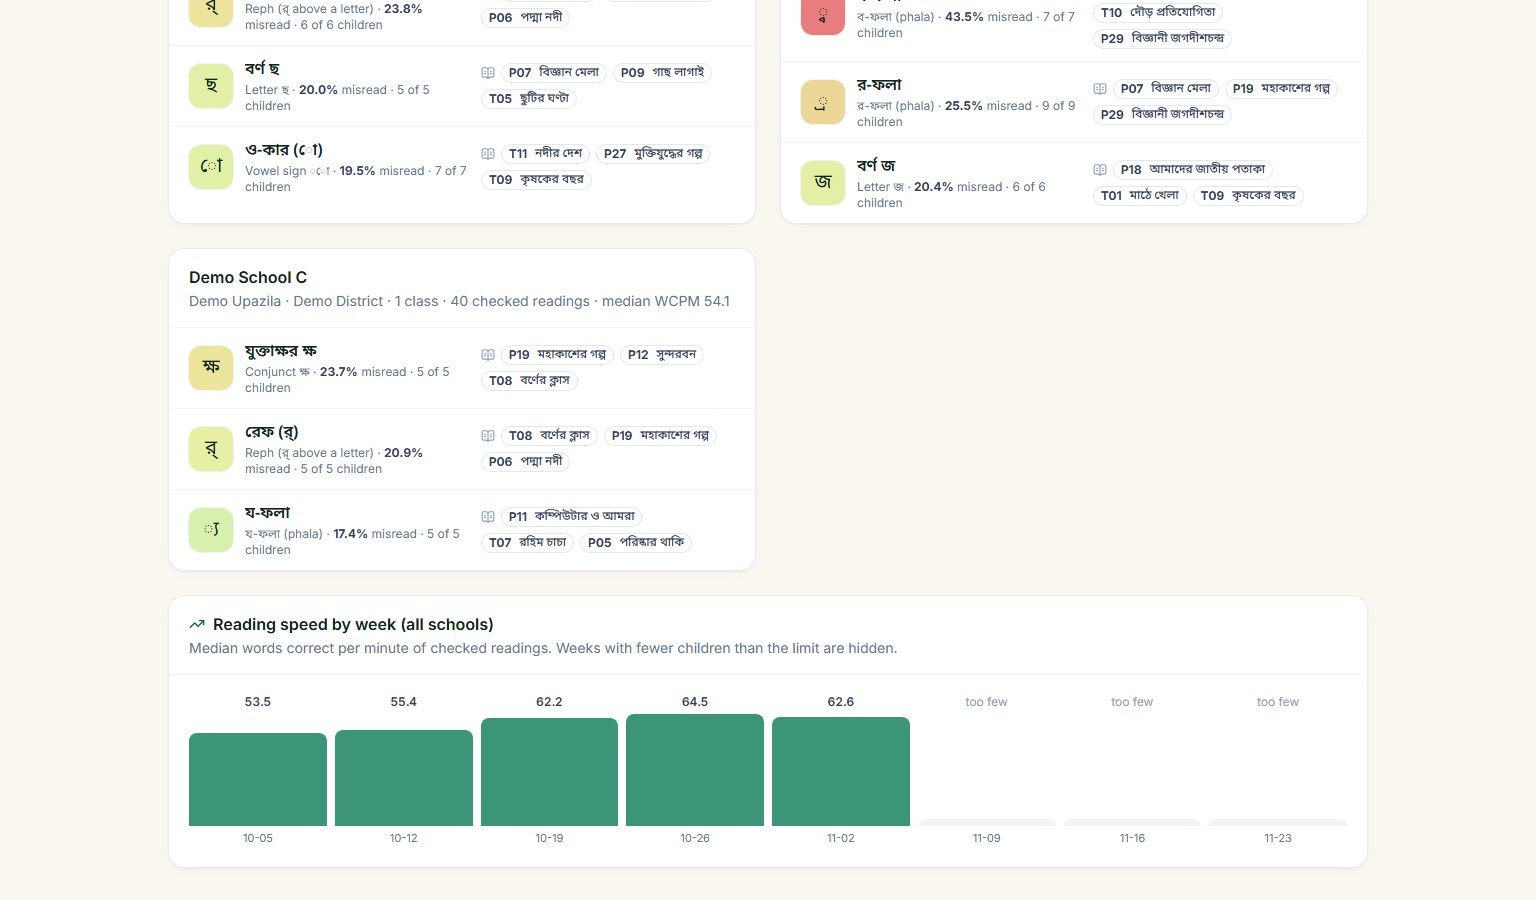 র্
Reph (র্ above a letter) · 23.8%
misread · 6 of 6 children
P06 পদ্মা নদী
ছ
বর্ণ ছ
Letter ছ · 20.0% misread · 5 of 5
children
P07 বিজ্ঞান মেলা P09 গাছ লাগাই
T05 ছুটির ঘণ্টা
ো
ও-কার (ো)
Vowel sign ো · 19.5% misread · 7 of 7
children
T11 নদীর দেশ P27 মুক্তিযুদ্ধের গল্প
T09 কৃষকের বছর
্ব
ব-ফলা (phala) · 43.5% misread · 7 of 7
children
T10 দৌড় প্রতিযোগিতা
P29 বিজ্ঞানী জগদীশচন্দ্র
্র
র-ফলা
র-ফলা (phala) · 25.5% misread · 9 of 9
children
P07 বিজ্ঞান মেলা P19 মহাকাশের গল্প
P29 বিজ্ঞানী জগদীশচন্দ্র
জ
বর্ণ জ
Letter জ · 20.4% misread · 6 of 6
children
P18 আমাদের জাতীয় পতাকা
T01 মাঠে খেলা T09 কৃষকের বছর
Demo School C
Demo Upazila · Demo District · 1 class · 40 checked readings · median WCPM 54.1
ক্ষ
যুক্তাক্ষর ক্ষ
Conjunct ক্ষ · 23.7% misread · 5 of 5
children
P19 মহাকাশের গল্প P12 সুন্দরবন
T08 বর্ণের ক্লাস
র্
রেফ (র্)
Reph (র্ above a letter) · 20.9%
misread · 5 of 5 children
T08 বর্ণের ক্লাস P19 মহাকাশের গল্প
P06 পদ্মা নদী
্য
য-ফলা
য-ফলা (phala) · 17.4% misread · 5 of 5
children
P11 কম্পিউটার ও আমরা
T07 রহিম চাচা P05 পরিষ্কার থাকি
Reading speed by week (all schools)
Median words correct per minute of checked readings. Weeks with fewer children than the limit are hidden.
53.5 55.4 62.2 64.5 62.6 too few too few too few
10-05 10-12 10-19 10-26 11-02 11-09 11-16 11-23